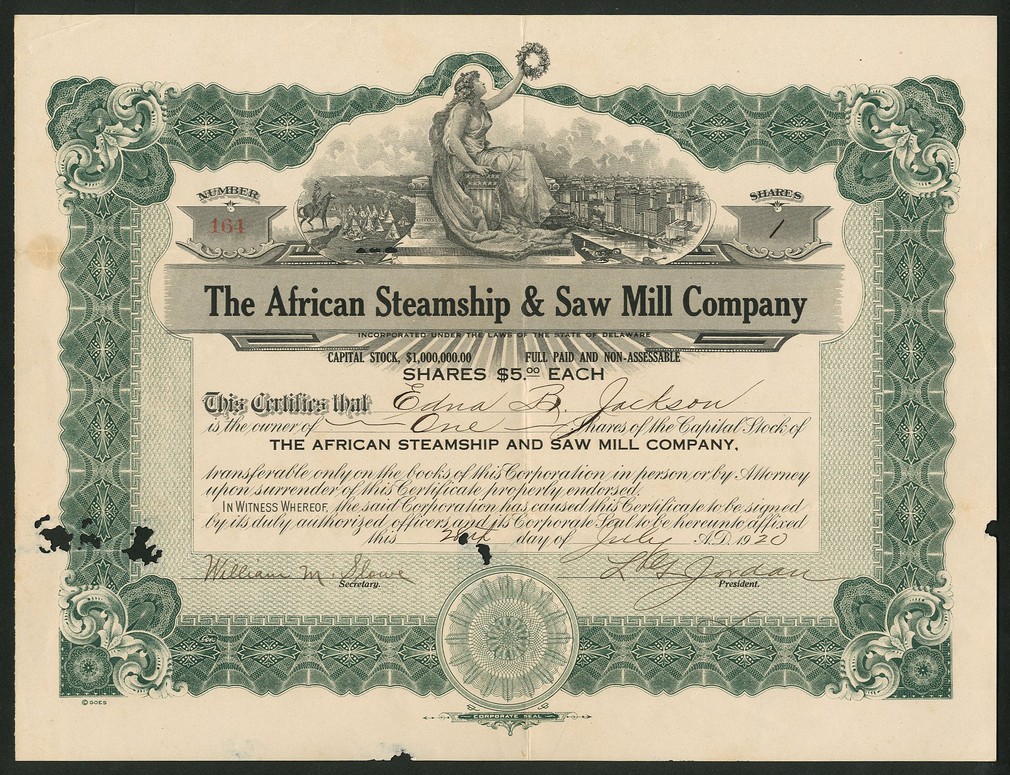 NUMBER
164
SHARES
1
The African Steamship & Saw Mill Company
INCORPORATED UNDER THE LAWS OF THE STATE OF DELAWARE
CAPITAL STOCK, $1,000,000.00 FULL PAID AND NON-ASSESSABLE
SHARES $5.00 EACH
This Certifies that Edna B. Jackson
is the owner of One Shares of the Capital Stock of
THE AFRICAN STEAMSHIP AND SAW MILL COMPANY,
transferable only on the books of this Corporation in person or by Attorney
upon surrender of this Certificate properly endorsed.
IN WITNESS WHEREOF, the said Corporation has caused this Certificate to be signed
by its duly authorized officers and its Corporate Seal to be hereunto affixed
this day of July A.D. 1920
William M. Slowe L G Jordan
Secretary. President.
© GOES
CORPORATE SEAL